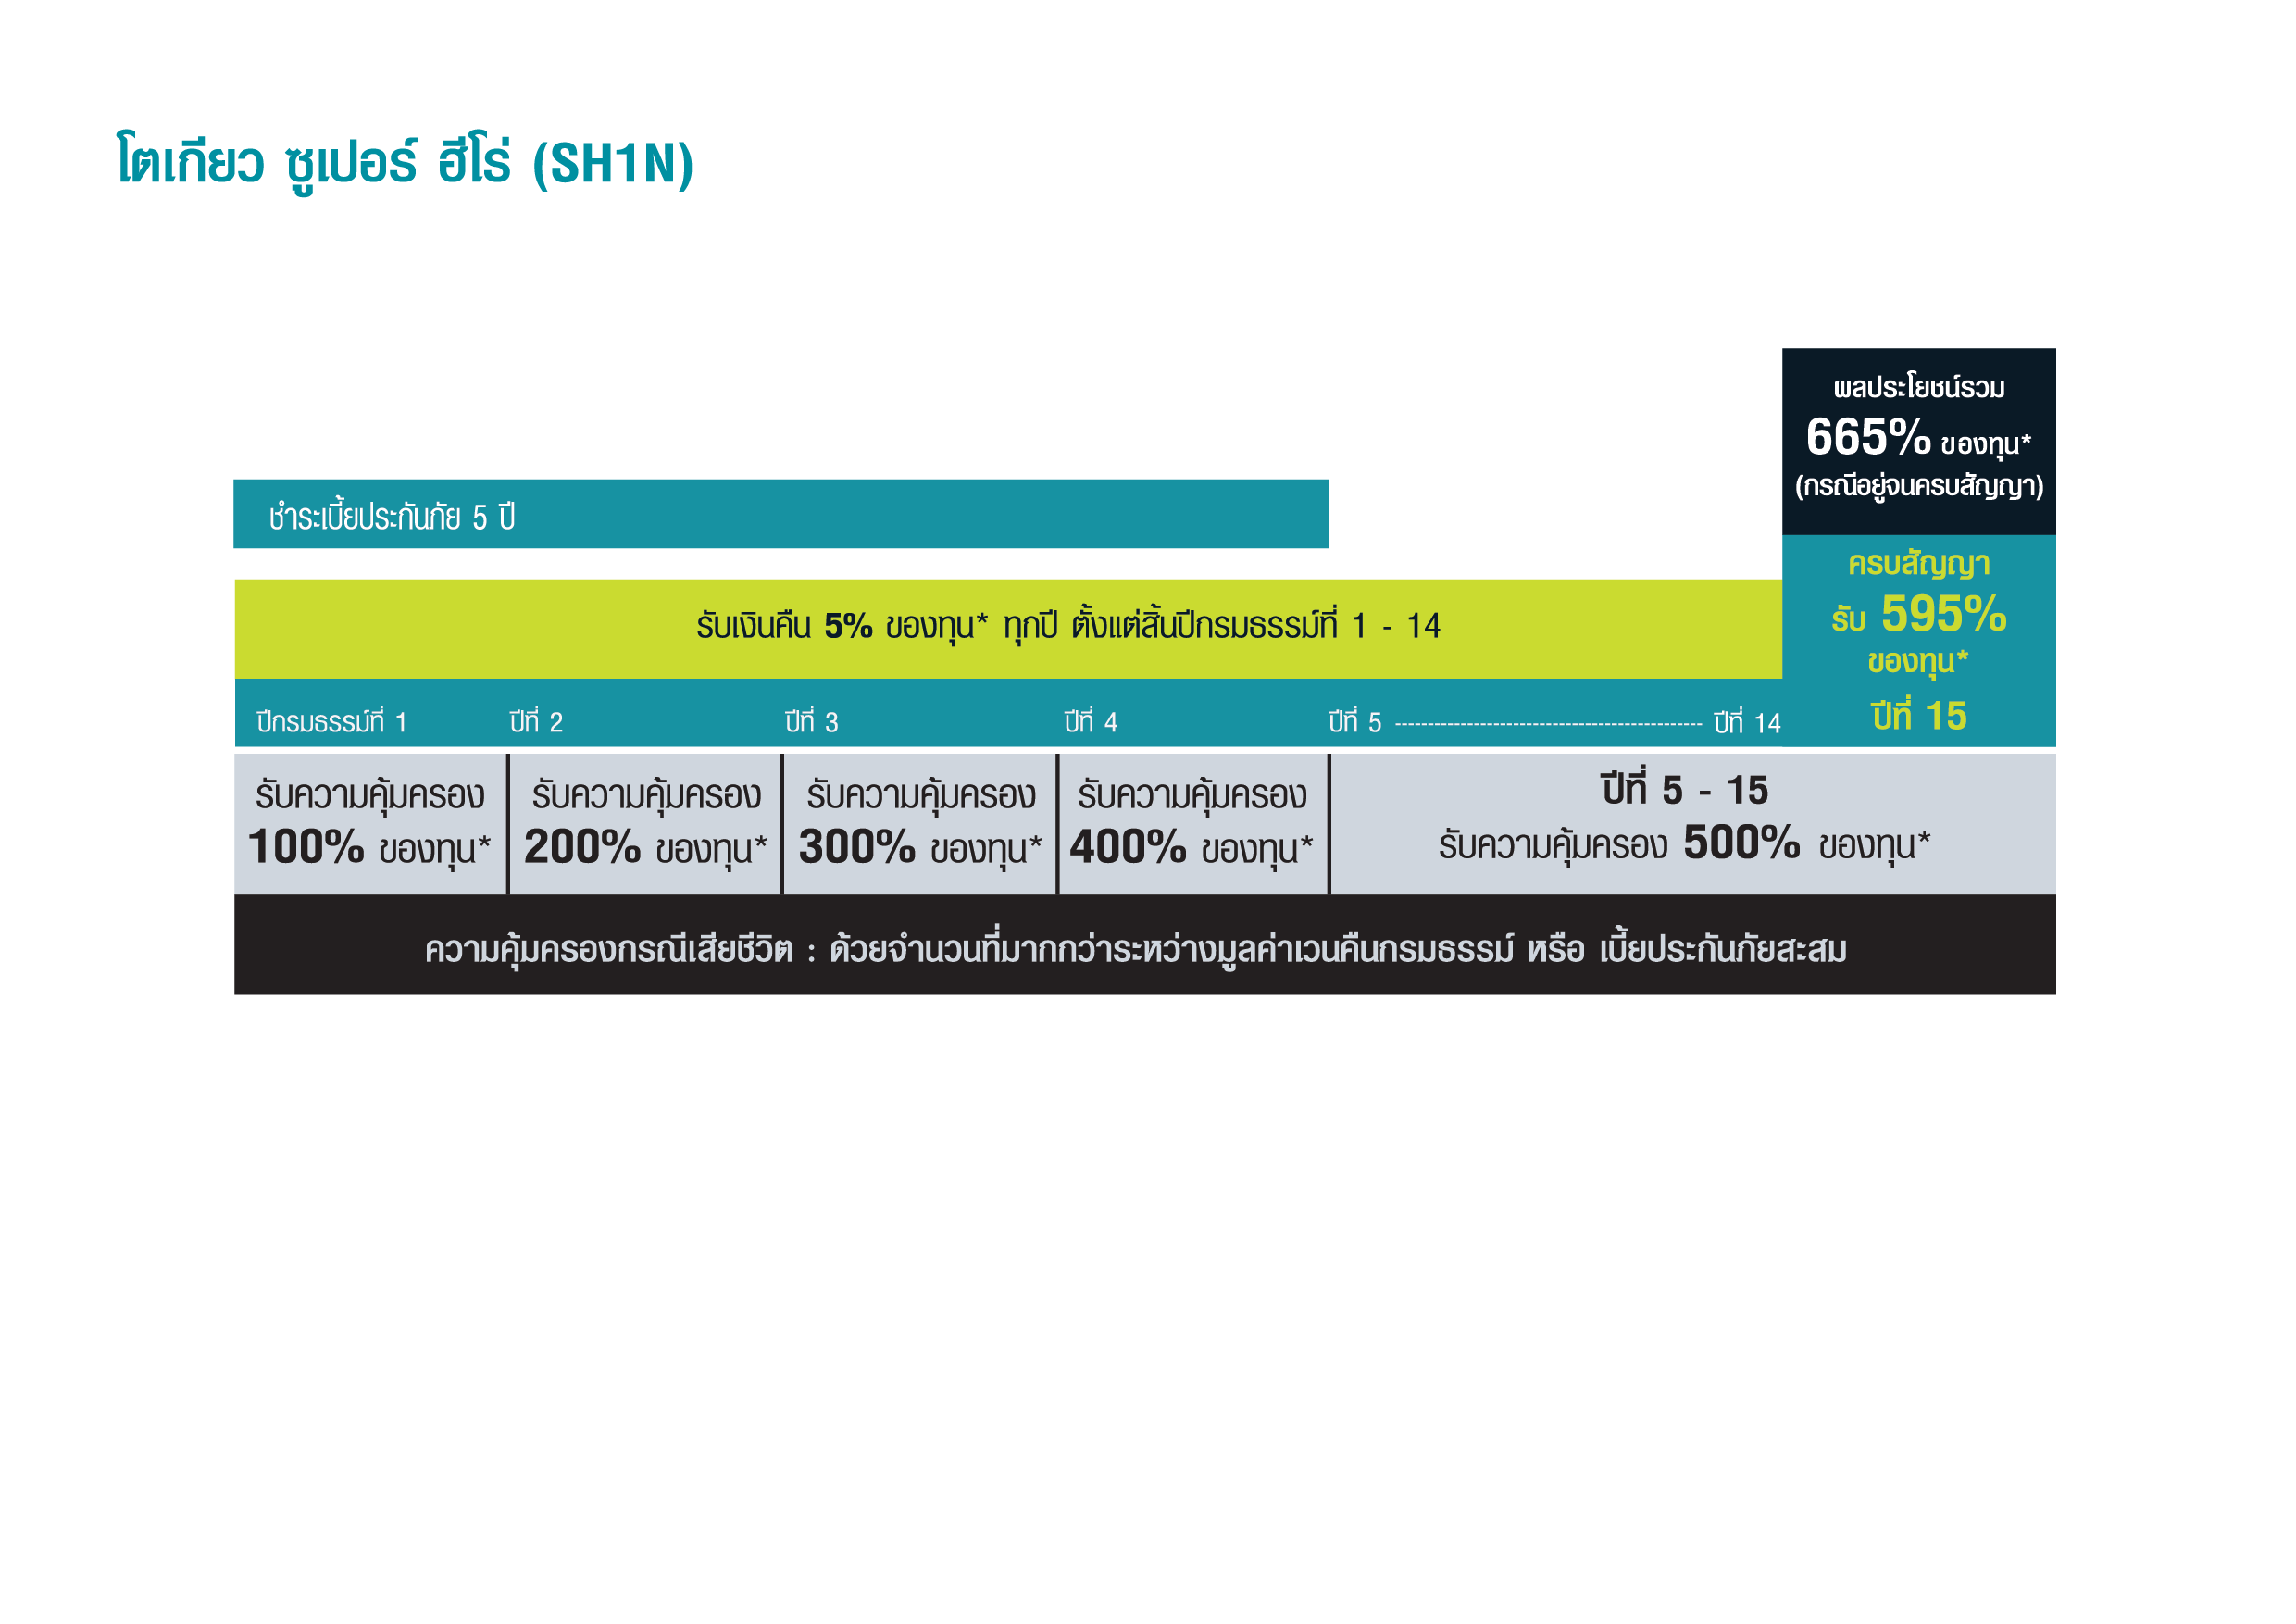 โตเกียว ซูเปอร์ ฮีโร่ (SH1N)
ผลประโยชน์รวม
665% ของทุน*
(กรณีอยู่จนครบสัญญา)
ชำระเบี้ยประกันภัย 5 ปี
ครบสัญญา
รับ 595%
ของทุน*
ปีที่ 15
รับเงินคืน 5% ของทุน* ทุกปี ตั้งแต่สิ้นปีกรมธรรม์ที่ 1 - 14
ปีกรมธรรม์ที่ 1 ปีที่ 2 ปีที่ 3 ปีที่ 4 ปีที่ 5 ----------------------------------------------- ปีที่ 14
รับความคุ้มครอง
100% ของทุน*
รับความคุ้มครอง
200% ของทุน*
รับความคุ้มครอง
300% ของทุน*
รับความคุ้มครอง
400% ของทุน*
ปีที่ 5 - 15
รับความคุ้มครอง 500% ของทุน*
ความคุ้มครองกรณีเสียชีวิต : ด้วยจำนวนที่มากกว่าระหว่างมูลค่าเวนคืนกรมธรรม์ หรือ เบี้ยประกันภัยสะสม